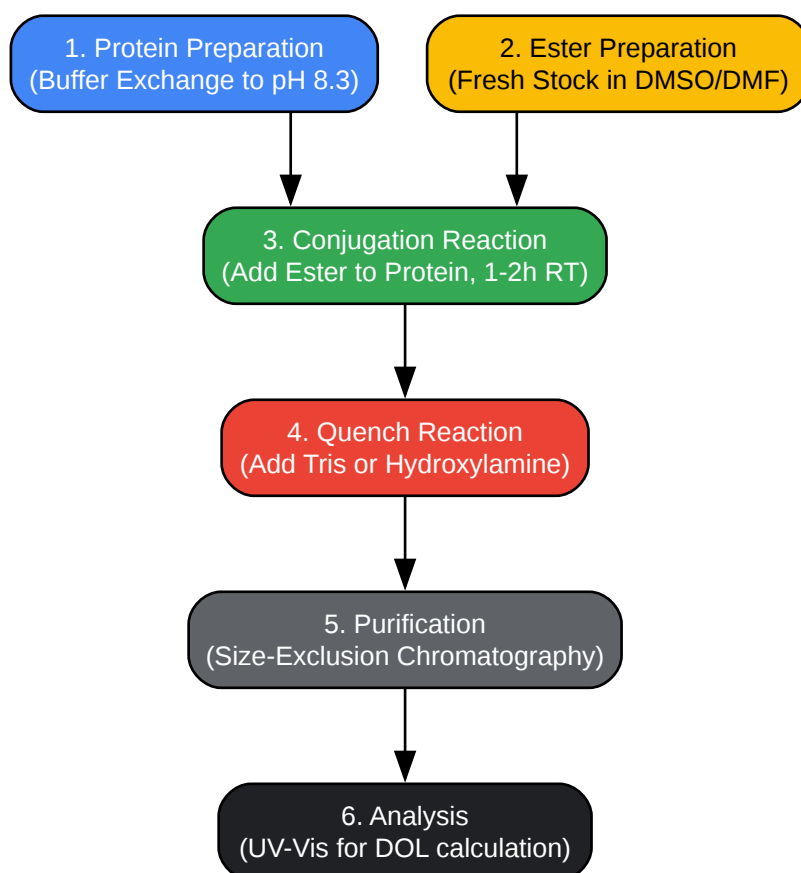 1. Protein Preparation
(Buffer Exchange to pH 8.3)
2. Ester Preparation
(Fresh Stock in DMSO/DMF)
3. Conjugation Reaction
(Add Ester to Protein, 1-2h RT)
4. Quench Reaction
(Add Tris or Hydroxylamine)
5. Purification
(Size-Exclusion Chromatography)
6. Analysis
(UV-Vis for DOL calculation)